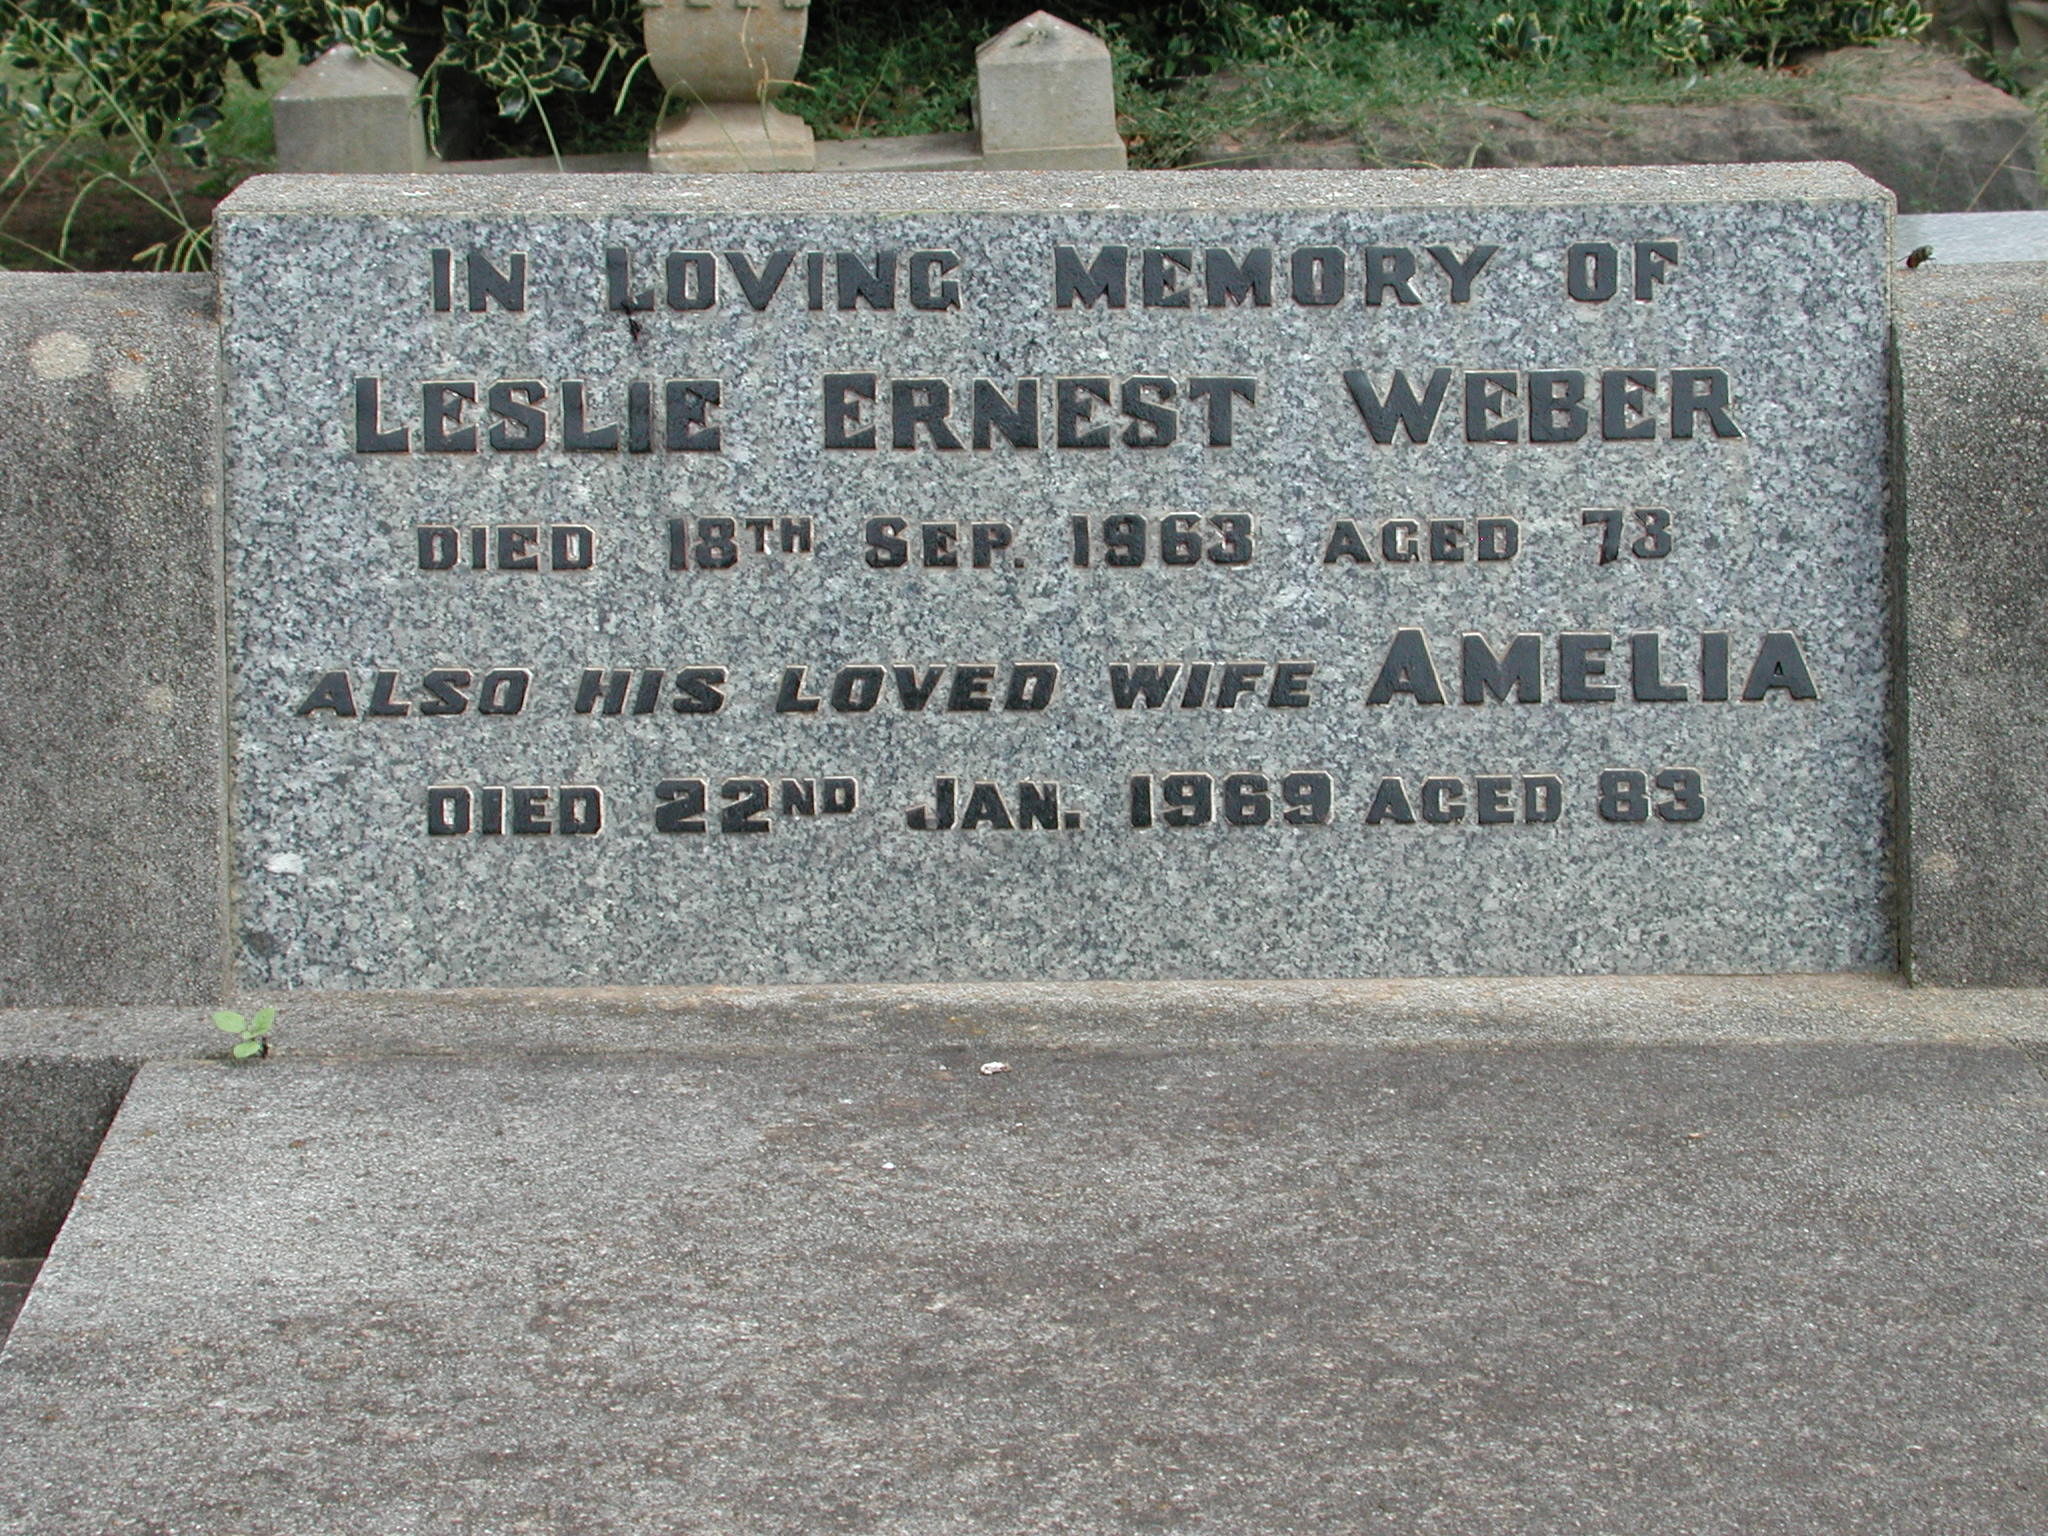 IN LOVING MEMORY OF
LESLIE ERNEST WEBER
DIED 18TH SEP. 1963 AGED 73
ALSO HIS LOVED WIFE AMELIA
DIED 22ND JAN. 1969 AGED 83